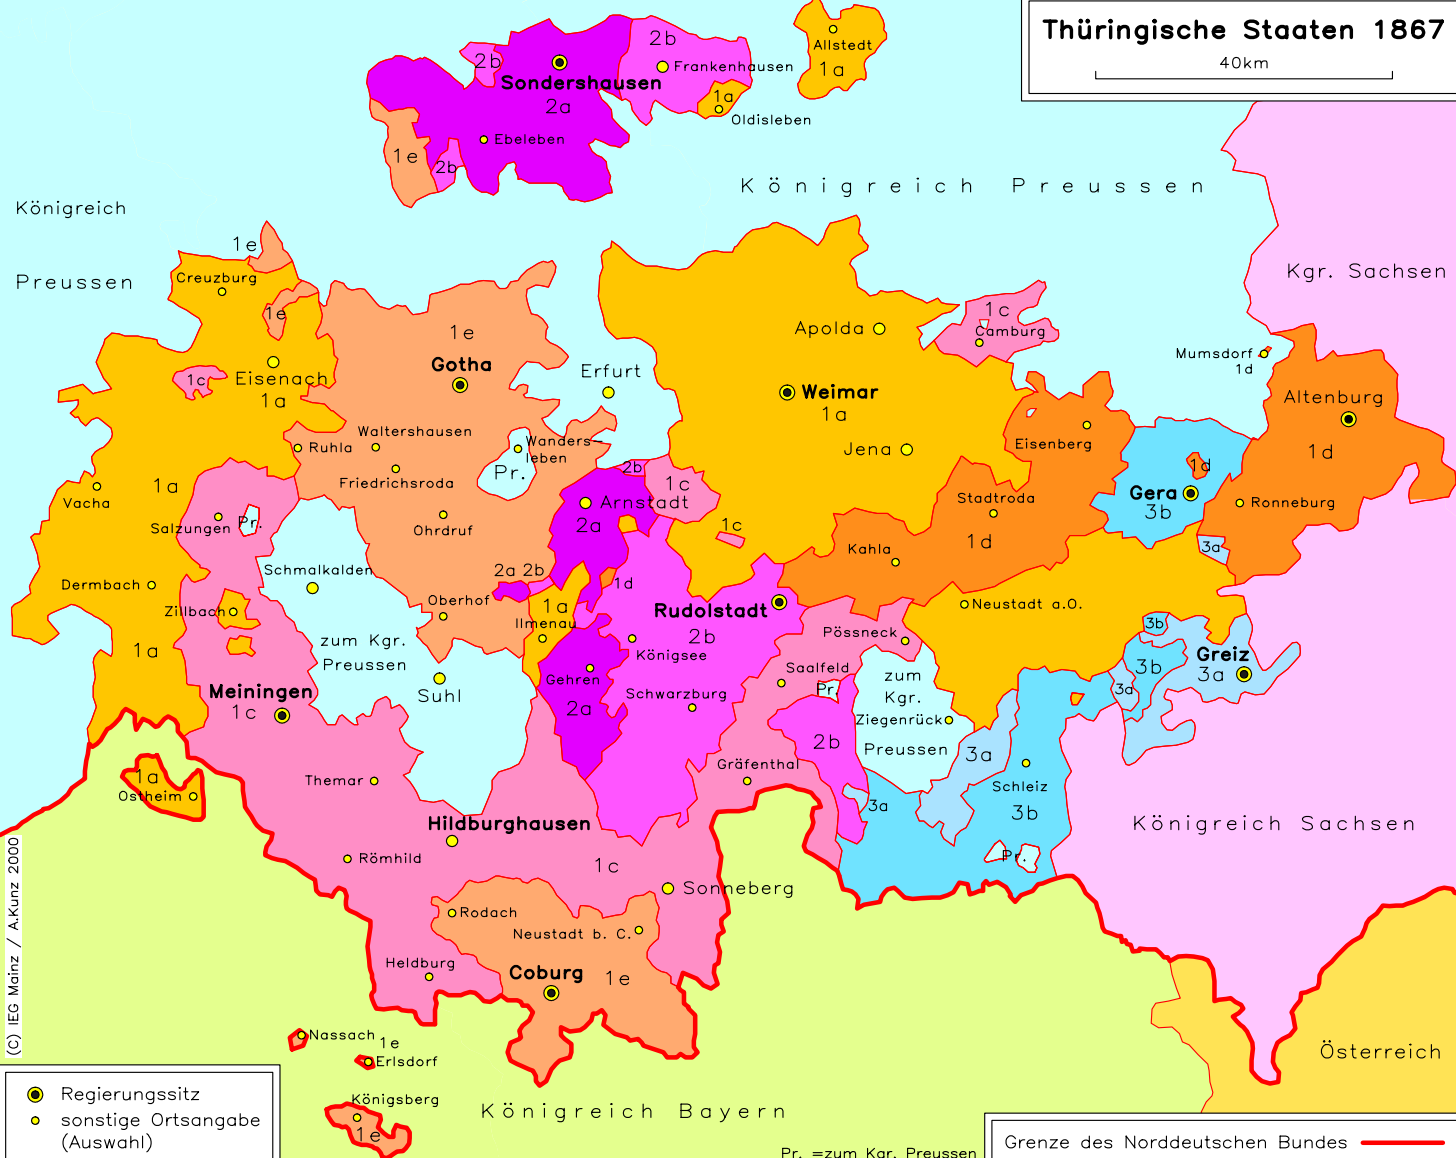 Thüringische Staaten 1867
40km
Allstedt
1a
2b
2b
Frankenhausen
Sondershausen
1a
2a
Oldisleben
Ebeleben
1e
2b
Königreich Preussen
Königreich
Preussen
1e
Creuzburg
Kgr. Sachsen
1e
1c
Camburg
Apolda
1e
Mumsdorf
1d
Gotha
Erfurt
Eisenach
1c
1a
Weimar
1a
Altenburg
Waltershausen
Ruhla
Wanders-
leben
Jena
Eisenberg
1d
Friedrichsroda
Pr.
2b
1c
1d
Vacha
1a
Gera
3b
Ronneburg
Stadtroda
Arnstadt
2a
Salzungen
Pr.
Ohrdruf
1c
Kahla
1d
3a
Schmalkalden
2a 2b
1d
Dermbach
Oberhof
1a
Rudolstadt
Neustadt a.O.
Zillbach
Ilmenau
2b
Pössneck
3b
zum Kgr.
Preussen
1a
Königsee
Saalfeld
3b
Greiz
3a
Gehren
zum
Kgr.
Meiningen
1c
Suhl
Schwarzburg
Pr.
3a
2a
Ziegenrück
2b
Preussen
3a
1a
Themar
Gräfenthal
Ostheim
Schleiz
3a
3b
Hildburghausen
Königreich Sachsen
Römhild
1c
Pr.
Sonneberg
Rodach
Neustadt b. C.
Heldburg
Coburg
1e
Nassach
1e
Erlsdorf
Österreich
Königsberg
1e
Königreich Bayern
(C) IEG Mainz / A.Kunz 2000
Regierungssitz
sonstige Ortsangabe
(Auswahl)
Pr. =zum Kgr. Preussen
Grenze des Norddeutschen Bundes